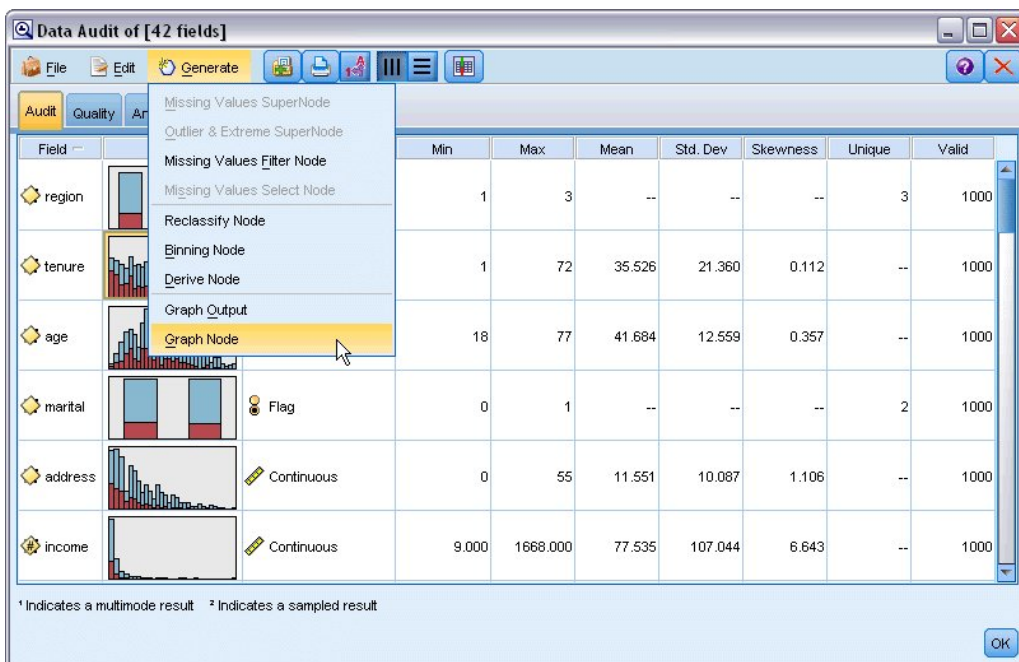 Data Audit of [42 fields]
File Edit Generate
Audit Quality An
Missing Values SuperNode
Outlier & Extreme SuperNode
Missing Values Filter Node
Missing Values Select Node
Reclassify Node
Binning Node
Derive Node
Graph Output
Graph Node
Field Min Max Mean Std. Dev Skewness Unique Valid
region 1 3 -- -- -- 3 1000
tenure 1 72 35.526 21.360 0.112 -- 1000
age 18 77 41.684 12.559 0.357 -- 1000
marital Flag 0 1 -- -- -- 2 1000
address Continuous 0 55 11.551 10.087 1.106 -- 1000
income Continuous 9.000 1668.000 77.535 107.044 6.643 -- 1000
¹ Indicates a multimode result ² Indicates a sampled result
OK